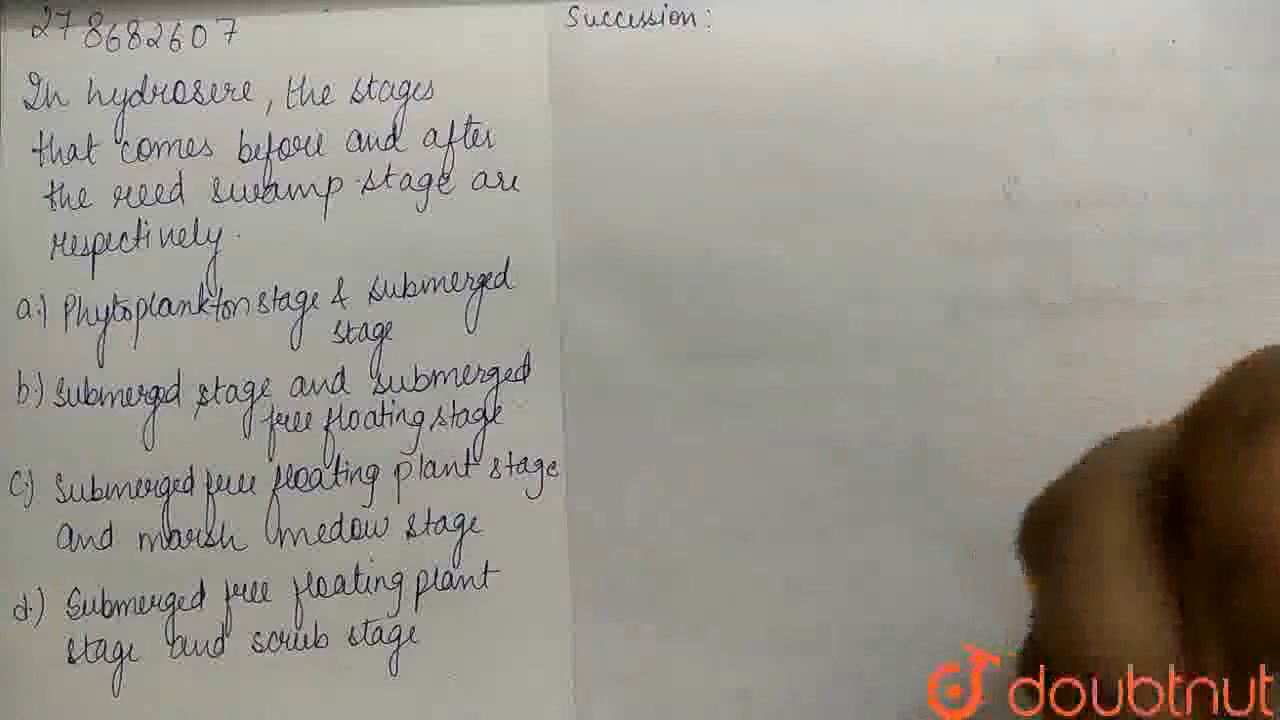 278682607
In hydrosere, the stages
that comes before and after
the reed swamp stage are
respectively.
a.) Phytoplankton stage & submerged
stage
b.) Submerged stage and submerged
free floating stage
c.) Submerged free floating plant stage
and marsh medow stage
d.) Submerged free floating plant
stage and scrub stage
Succession:
doubtnut